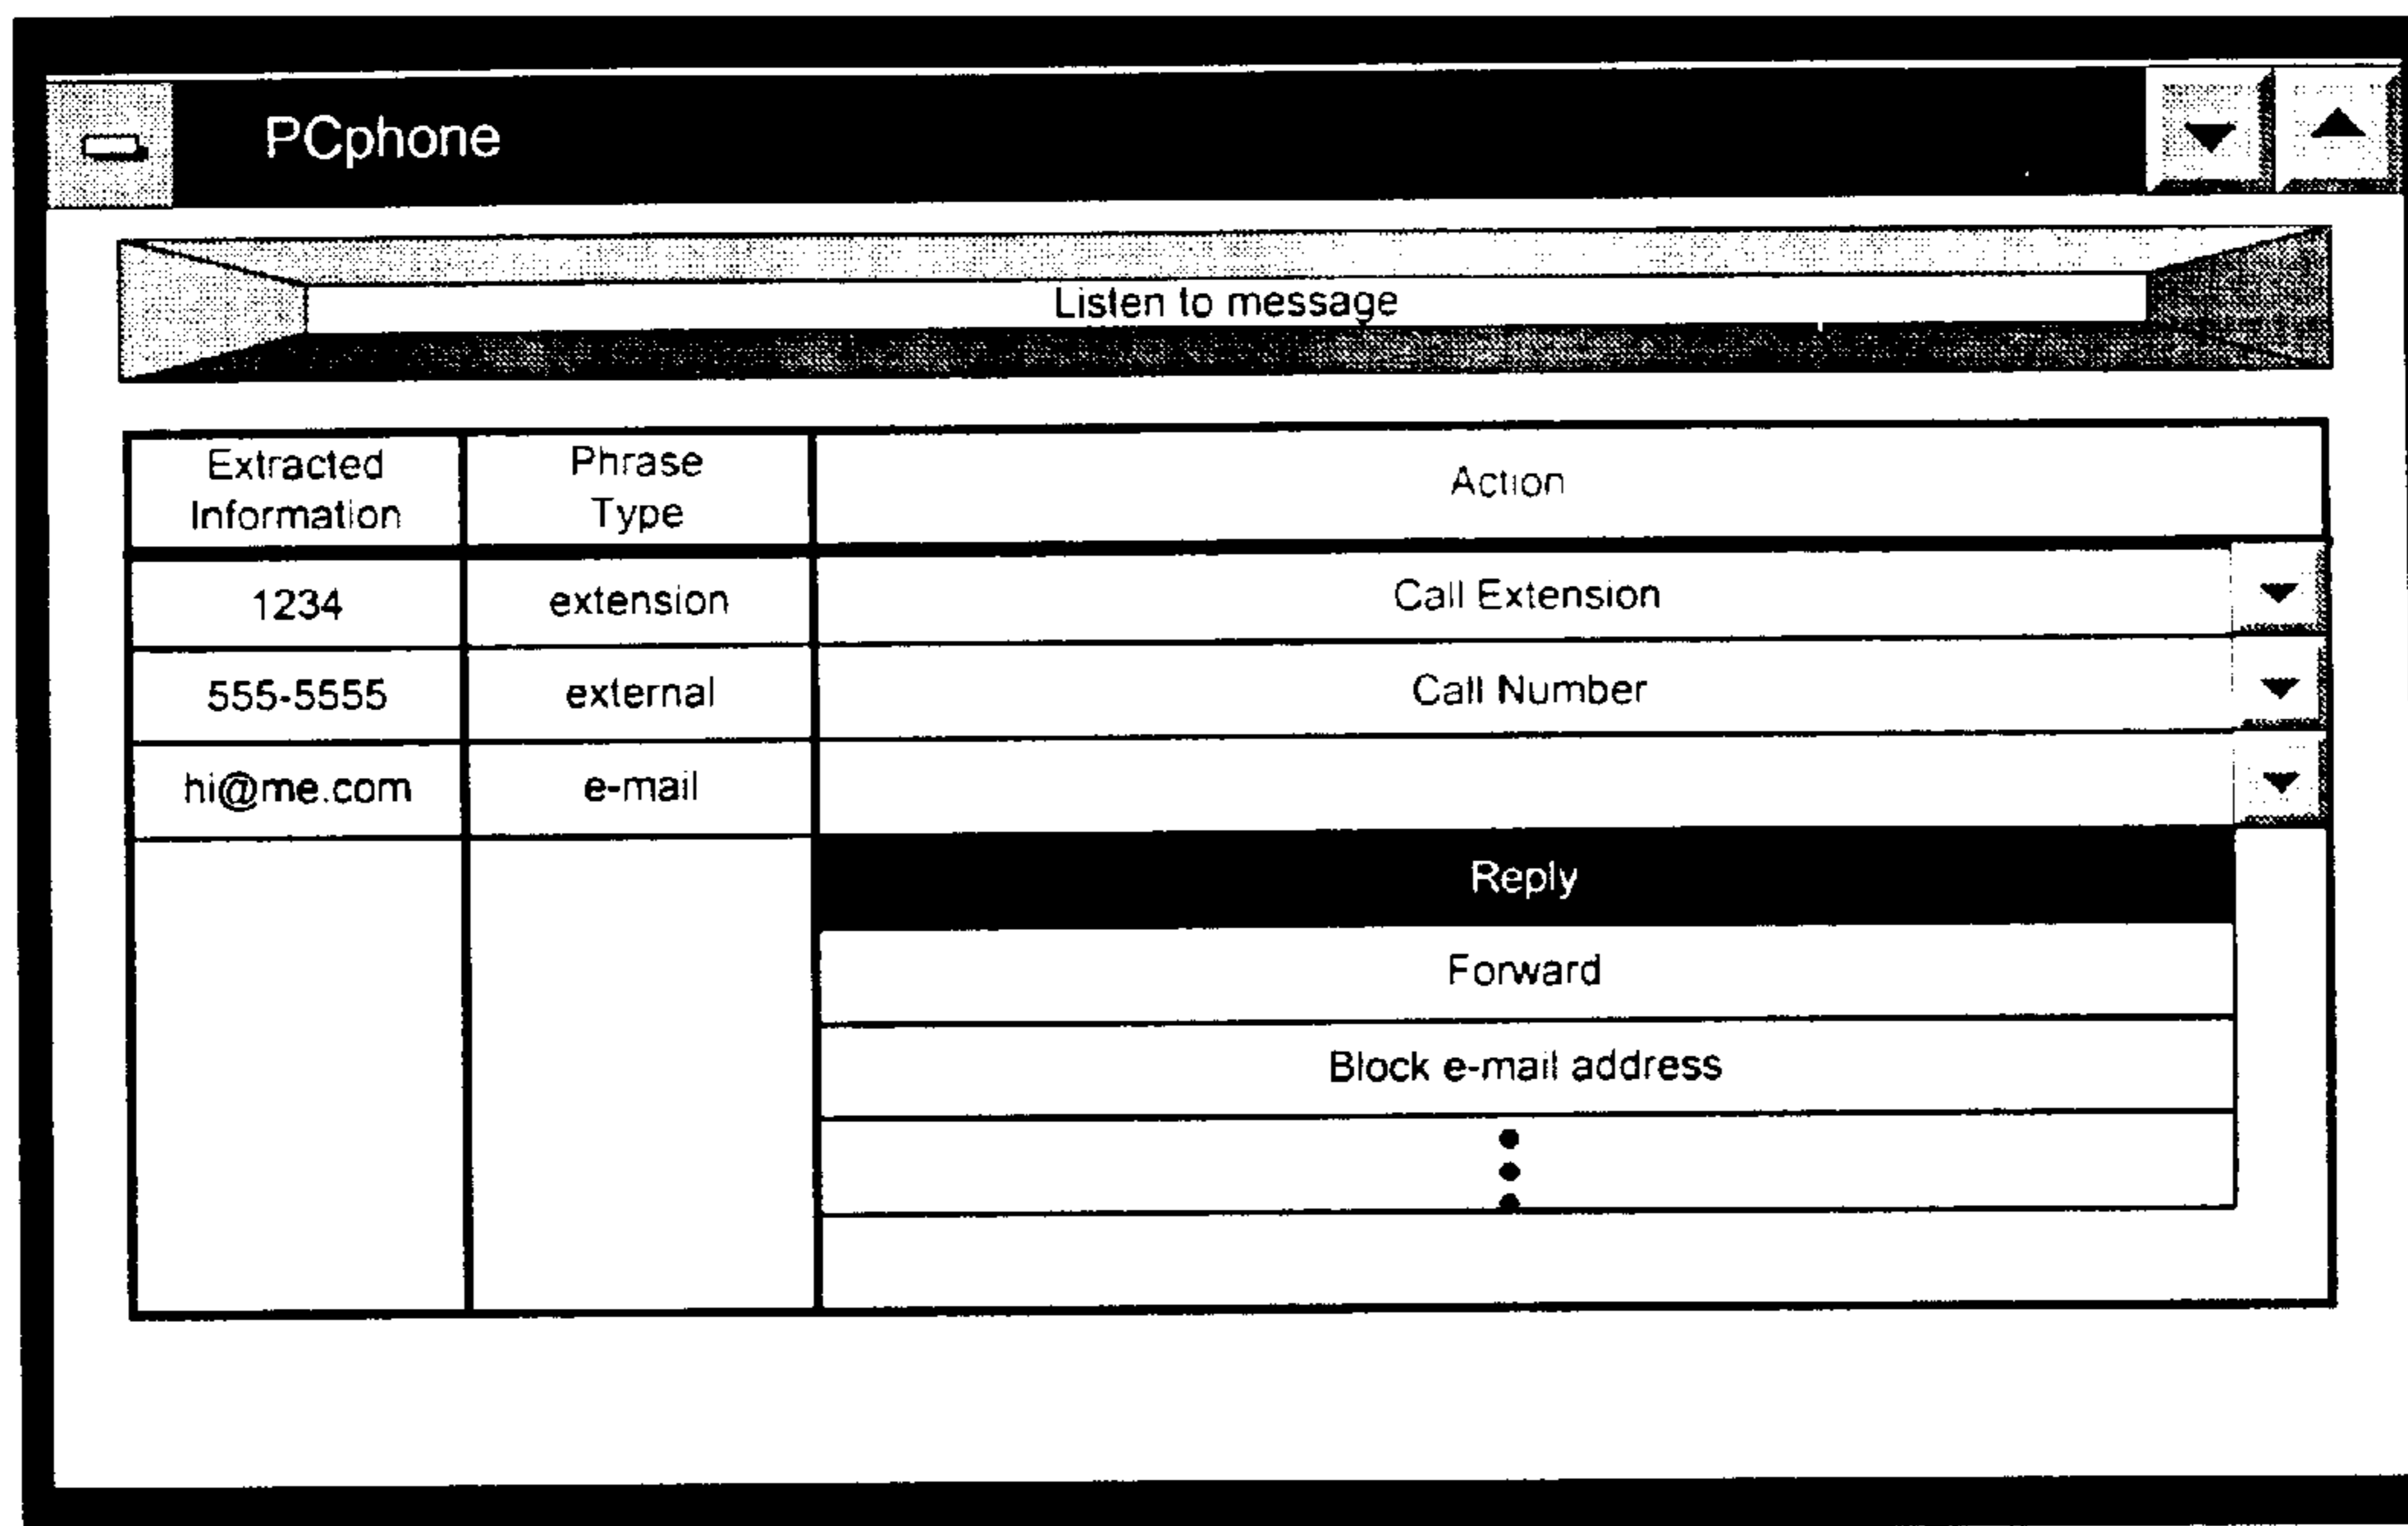 PCphone
Listen to message
Extracted Information Phrase Type Action
1234 extension Call Extension
555-5555 external Call Number
hi@me.com e-mail
Reply
Forward
Block e-mail address